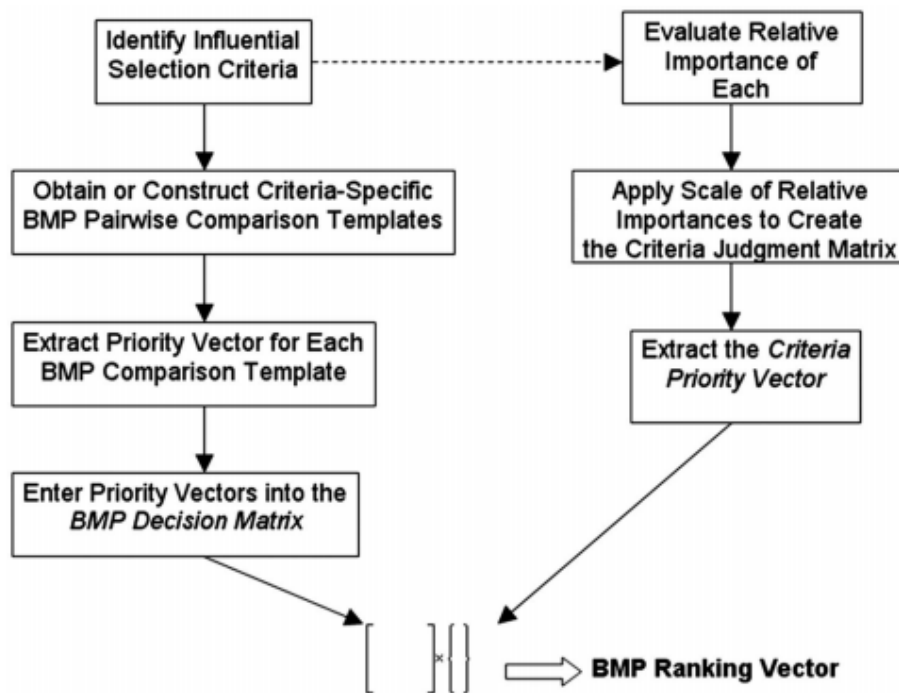 Identify Influential
Selection Criteria
Evaluate Relative
Importance of
Each
Obtain or Construct Criteria-Specific
BMP Pairwise Comparison Templates
Apply Scale of Relative
Importances to Create
the Criteria Judgment Matrix
Extract Priority Vector for Each
BMP Comparison Template
Extract the Criteria
Priority Vector
Enter Priority Vectors into the
BMP Decision Matrix
[ ] x { }
BMP Ranking Vector